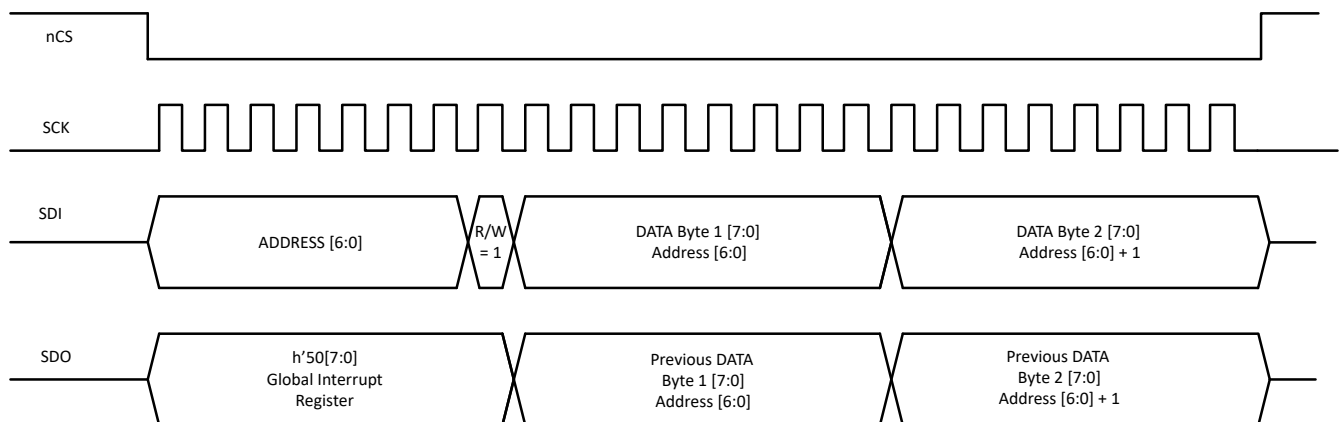 nCS
SCK
SDI
ADDRESS [6:0]
R/W
= 1
DATA Byte 1 [7:0]
Address [6:0]
DATA Byte 2 [7:0]
Address [6:0] + 1
SDO
h’50[7:0]
Global Interrupt
Register
Previous DATA
Byte 1 [7:0]
Address [6:0]
Previous DATA
Byte 2 [7:0]
Address [6:0] + 1